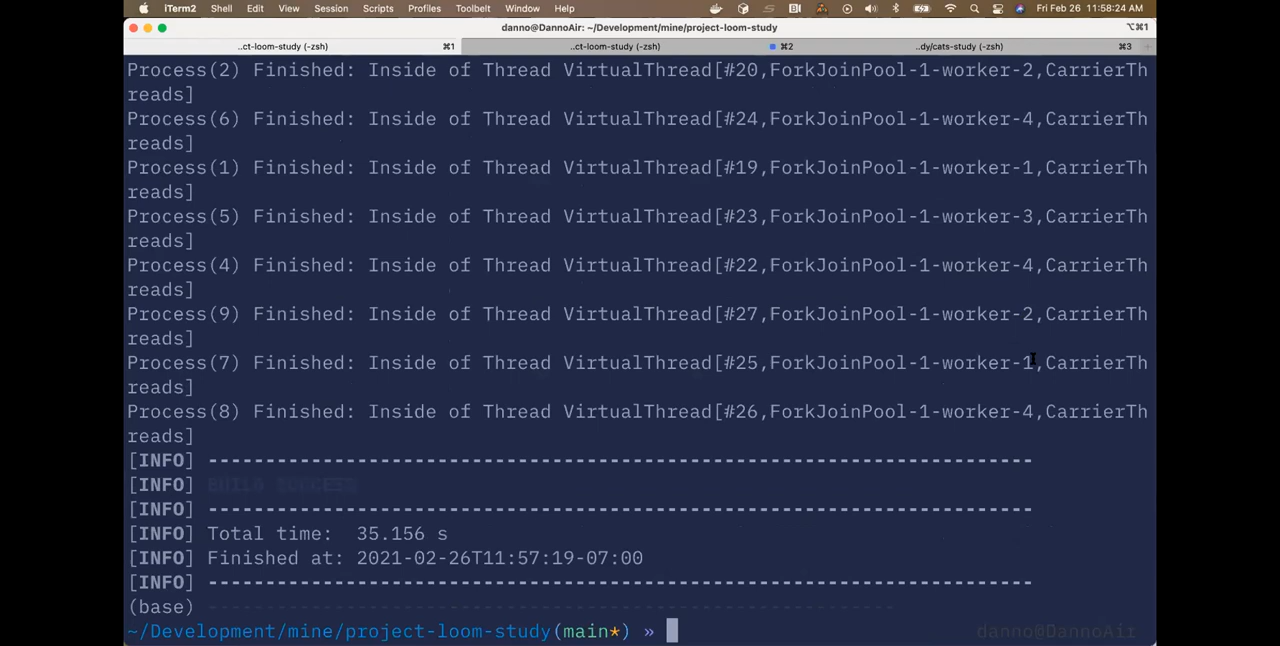 iTerm2 Shell Edit View Session Scripts Profiles Toolbelt Window Help Fri Feb 26 11:58:24 AM
danno@DannoAir: ~/Development/mine/project-loom-study ⌥⌘1
..ct-loom-study (-zsh) ⌘1 ..ct-loom-study (-zsh) ⌘2 ..dy/cats-study (-zsh) ⌘3
Process(2) Finished: Inside of Thread VirtualThread[#20,ForkJoinPool-1-worker-2,CarrierTh
reads]
Process(6) Finished: Inside of Thread VirtualThread[#24,ForkJoinPool-1-worker-4,CarrierTh
reads]
Process(1) Finished: Inside of Thread VirtualThread[#19,ForkJoinPool-1-worker-1,CarrierTh
reads]
Process(5) Finished: Inside of Thread VirtualThread[#23,ForkJoinPool-1-worker-3,CarrierTh
reads]
Process(4) Finished: Inside of Thread VirtualThread[#22,ForkJoinPool-1-worker-4,CarrierTh
reads]
Process(9) Finished: Inside of Thread VirtualThread[#27,ForkJoinPool-1-worker-2,CarrierTh
reads]
Process(7) Finished: Inside of Thread VirtualThread[#25,ForkJoinPool-1-worker-1,CarrierTh
reads]
Process(8) Finished: Inside of Thread VirtualThread[#26,ForkJoinPool-1-worker-4,CarrierTh
reads]
[INFO] ------------------------------------------------------------------------
[INFO] BUILD SUCCESS
[INFO] ------------------------------------------------------------------------
[INFO] Total time:  35.156 s
[INFO] Finished at: 2021-02-26T11:57:19-07:00
[INFO] ------------------------------------------------------------------------
(base) ------------------------------------------------------------
~/Development/mine/project-loom-study(main*) » danno@DannoAir